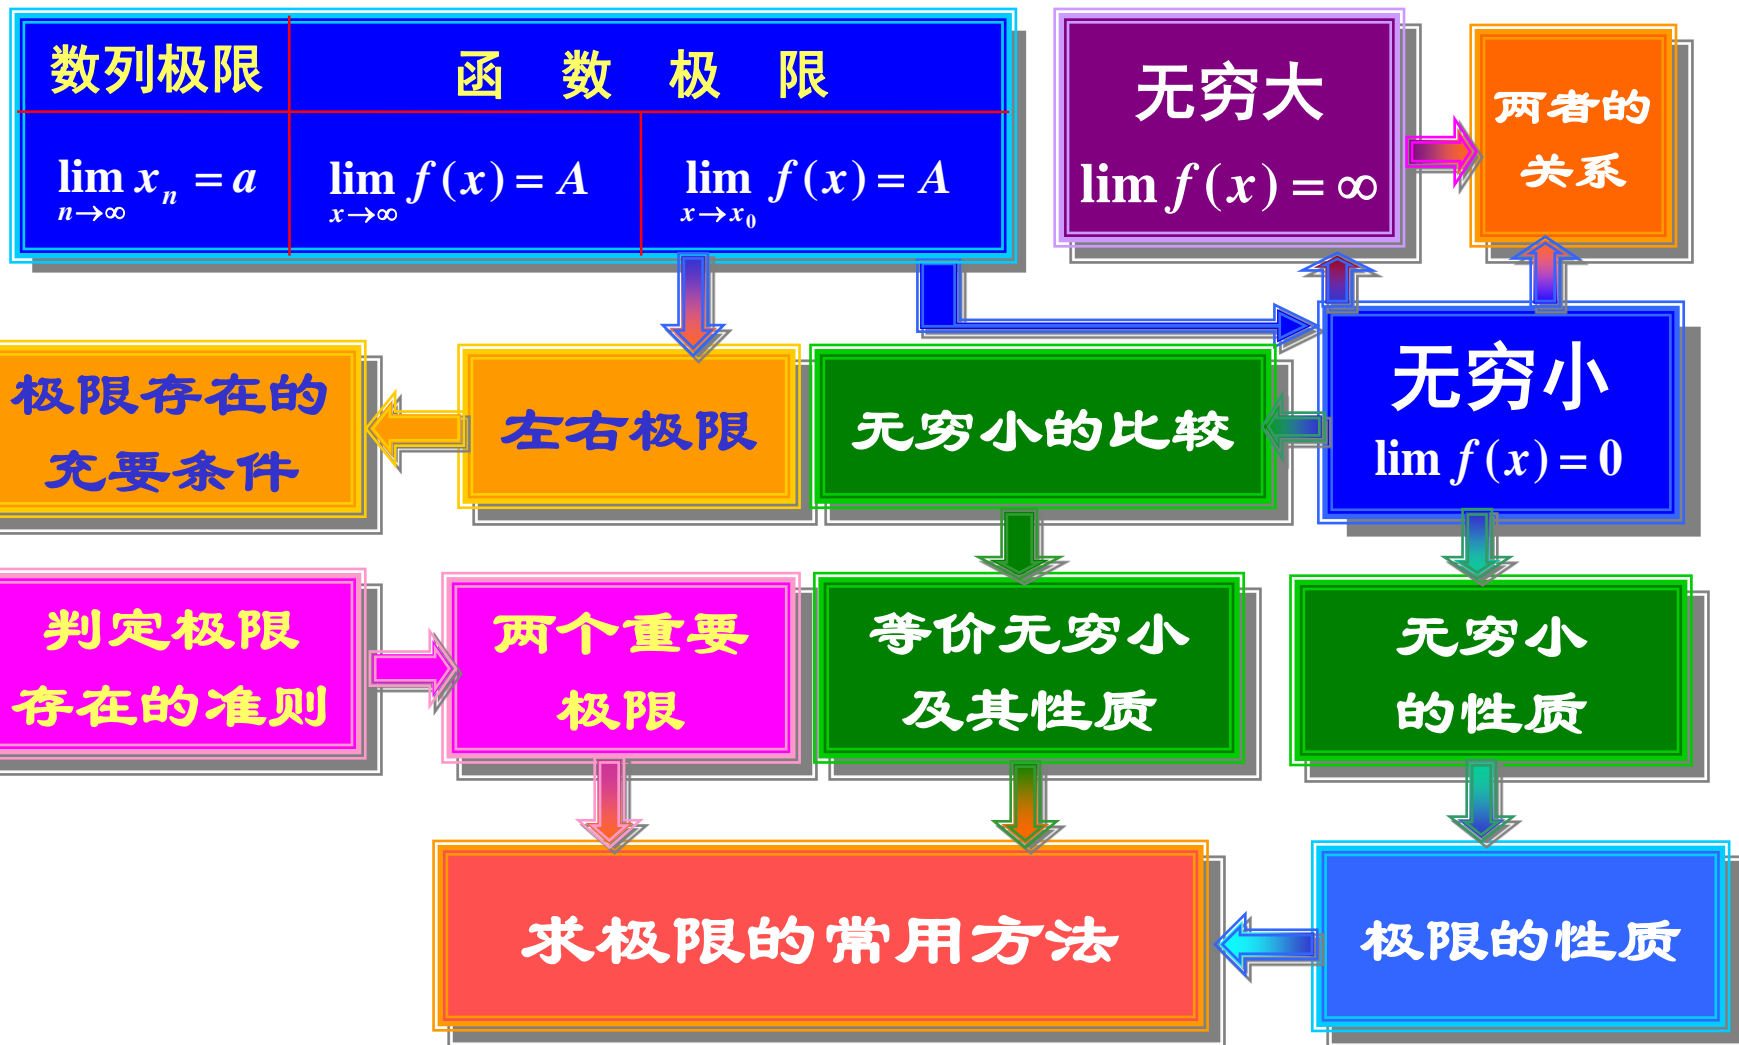 数列极限
函 数 极 限
lim x_n = a
n→∞
lim f(x) = A
x→∞
lim f(x) = A
x→x_0
无穷大
lim f(x) = ∞
两者的
关系
极限存在的
充要条件
左右极限
无穷小的比较
无穷小
lim f(x) = 0
判定极限
存在的准则
两个重要
极限
等价无穷小
及其性质
无穷小
的性质
求极限的常用方法
极限的性质